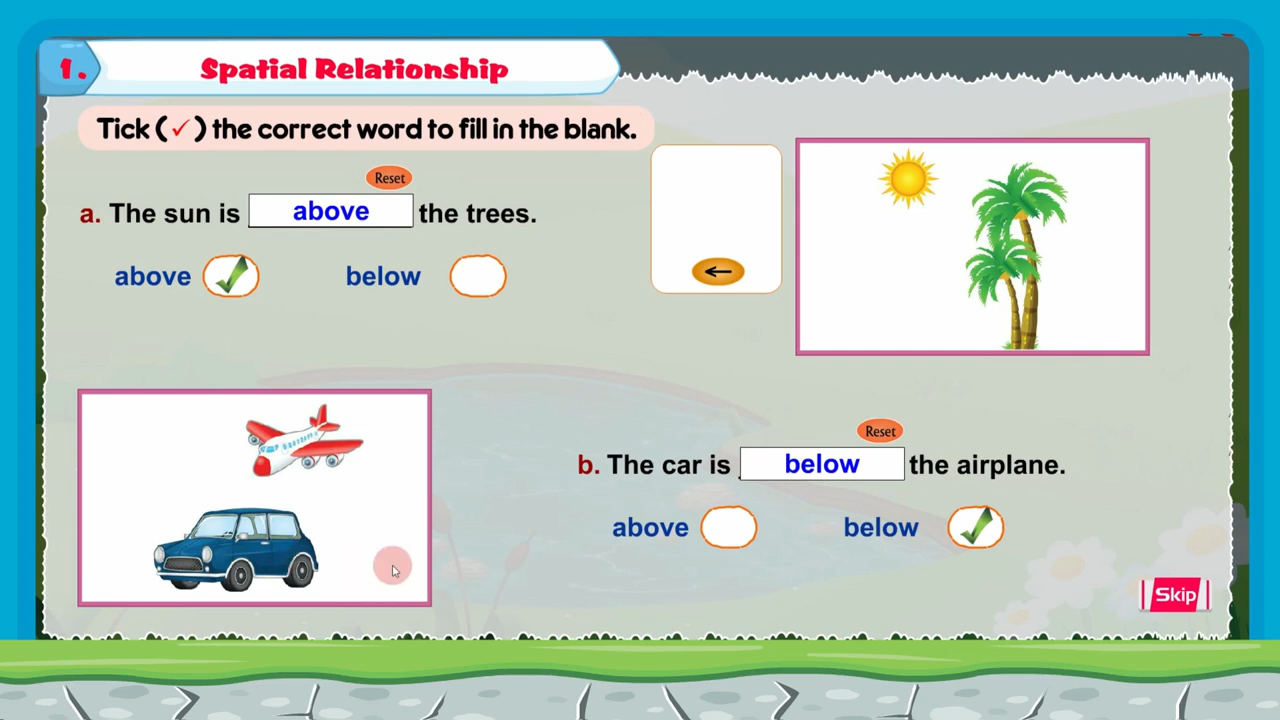 1. Spatial Relationship
Tick (✓) the correct word to fill in the blank.
Reset
a. The sun is above the trees.
above ✓ below
Reset
b. The car is below the airplane.
above below ✓
Skip